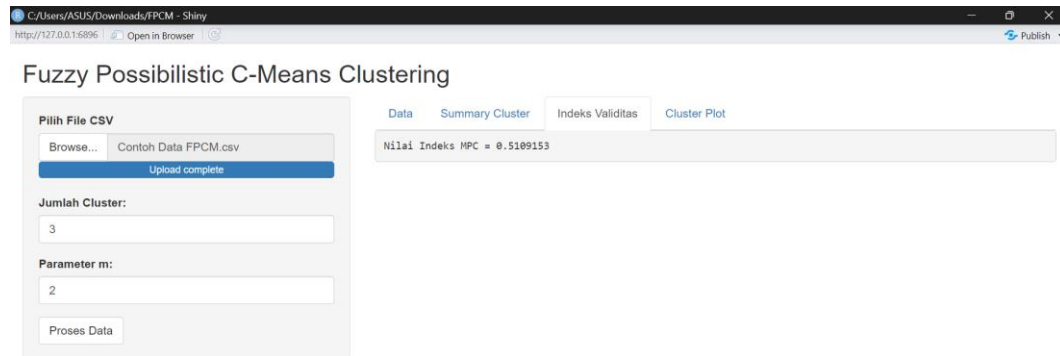 C:/Users/ASUS/Downloads/FPCM - Shiny
http://127.0.0.1:6896 Open in Browser Publish
Fuzzy Possibilistic C-Means Clustering
Pilih File CSV
Browse... Contoh Data FPCM.csv
Upload complete
Jumlah Cluster:
3
Parameter m:
2
Proses Data
Data Summary Cluster Indeks Validitas Cluster Plot
Nilai Indeks MPC = 0.5109153